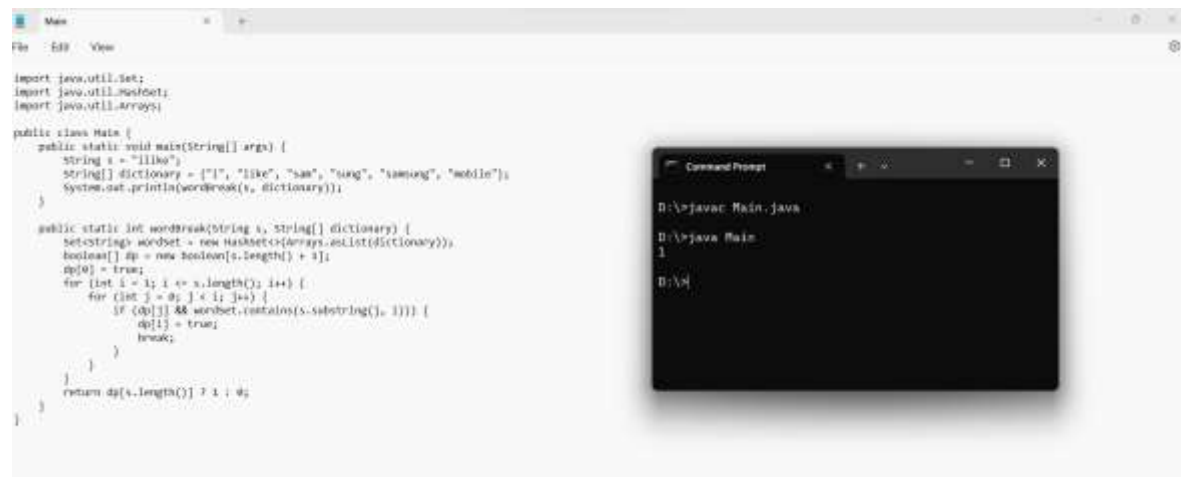 Main
File Edit View
import java.util.Set;
import java.util.HashSet;
import java.util.Arrays;
public class Main {
public static void main(String[] args) {
String s = "ilike";
String[] dictionary = {"i", "like", "sam", "sung", "samsung", "mobile"};
System.out.println(wordBreak(s, dictionary));
}
public static int wordBreak(String s, String[] dictionary) {
Set<String> wordSet = new HashSet<>(Arrays.asList(dictionary));
boolean[] dp = new boolean[s.length() + 1];
dp[0] = true;
for (int i = 1; i <= s.length(); i++) {
for (int j = 0; j < i; j++) {
if (dp[j] && wordSet.contains(s.substring(j, i))) {
dp[i] = true;
break;
}
}
}
return dp[s.length()] ? 1 : 0;
}
}
Command Prompt
D:\>javac Main.java
D:\>java Main
1
D:\>